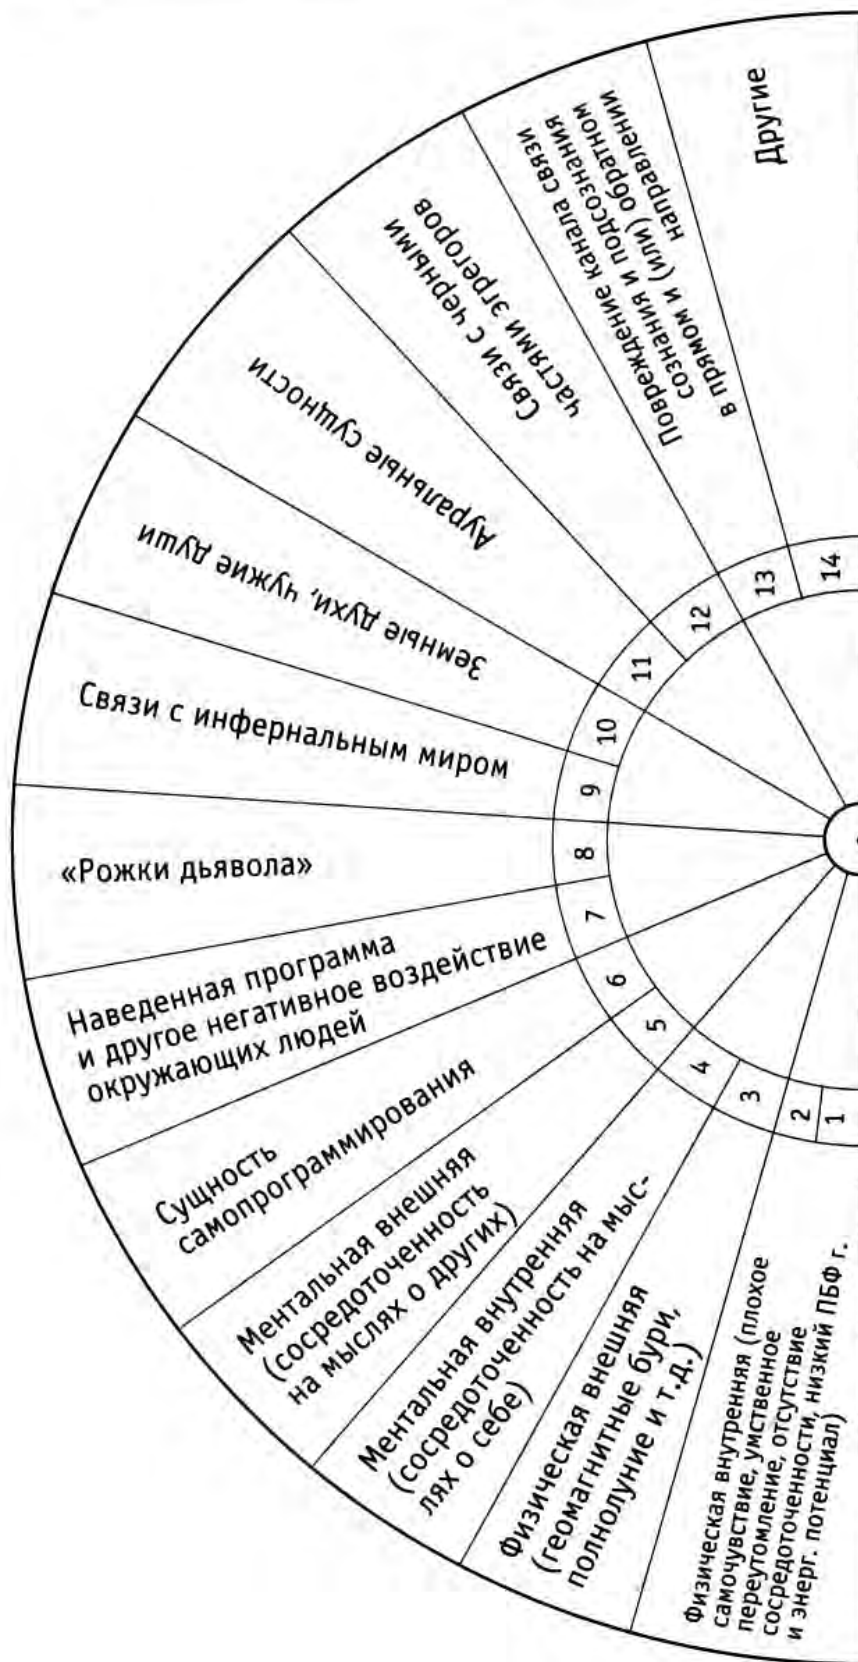 Физическая внутренняя (плохое
самочувствие, умственное
переутомление, отсутствие
сосредоточенности, низкий ПБФ г.
и энерг. потенциал)
Физическая внешняя
(геомагнитные бури,
полнолуние и т.д.)
Ментальная внутренняя
(сосредоточенность на мыс-
лях о себе)
Ментальная внешняя
(сосредоточенность
на мыслях о других)
Сущность
самопрограммирования
Наведенная программа
и другое негативное воздействие
окружающих людей
«Рожки дьявола»
Связи с инфернальным миром
Земные духи, чужие души
Ауральные сущности
Связи с черными
частями эгрегоров
Повреждение канала связи
сознания и подсознания
в прямом и (или) обратном
направлении
Другие
1
2
3
4
5
6
7
8
9
10
11
12
13
14